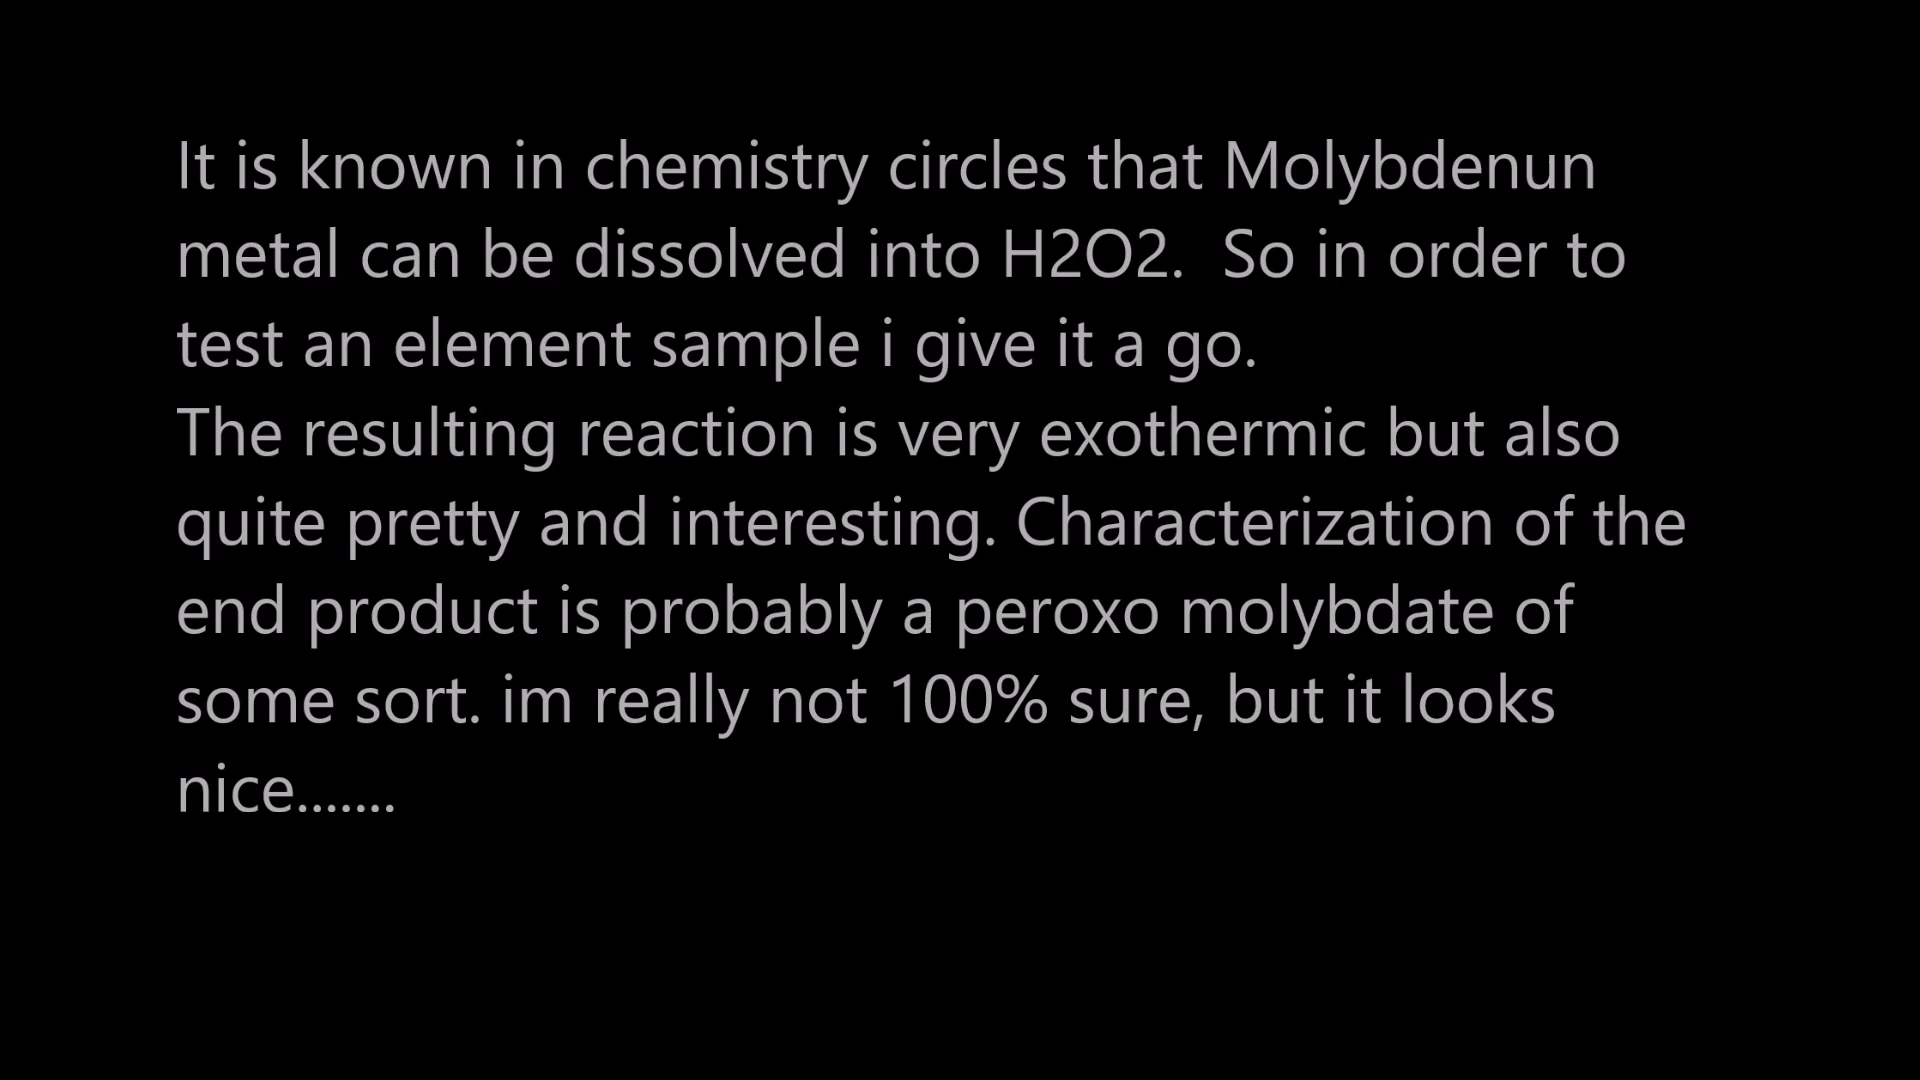 It is known in chemistry circles that Molybdenun
metal can be dissolved into H2O2.  So in order to
test an element sample i give it a go.
The resulting reaction is very exothermic but also
quite pretty and interesting. Characterization of the
end product is probably a peroxo molybdate of
some sort. im really not 100% sure, but it looks
nice.......